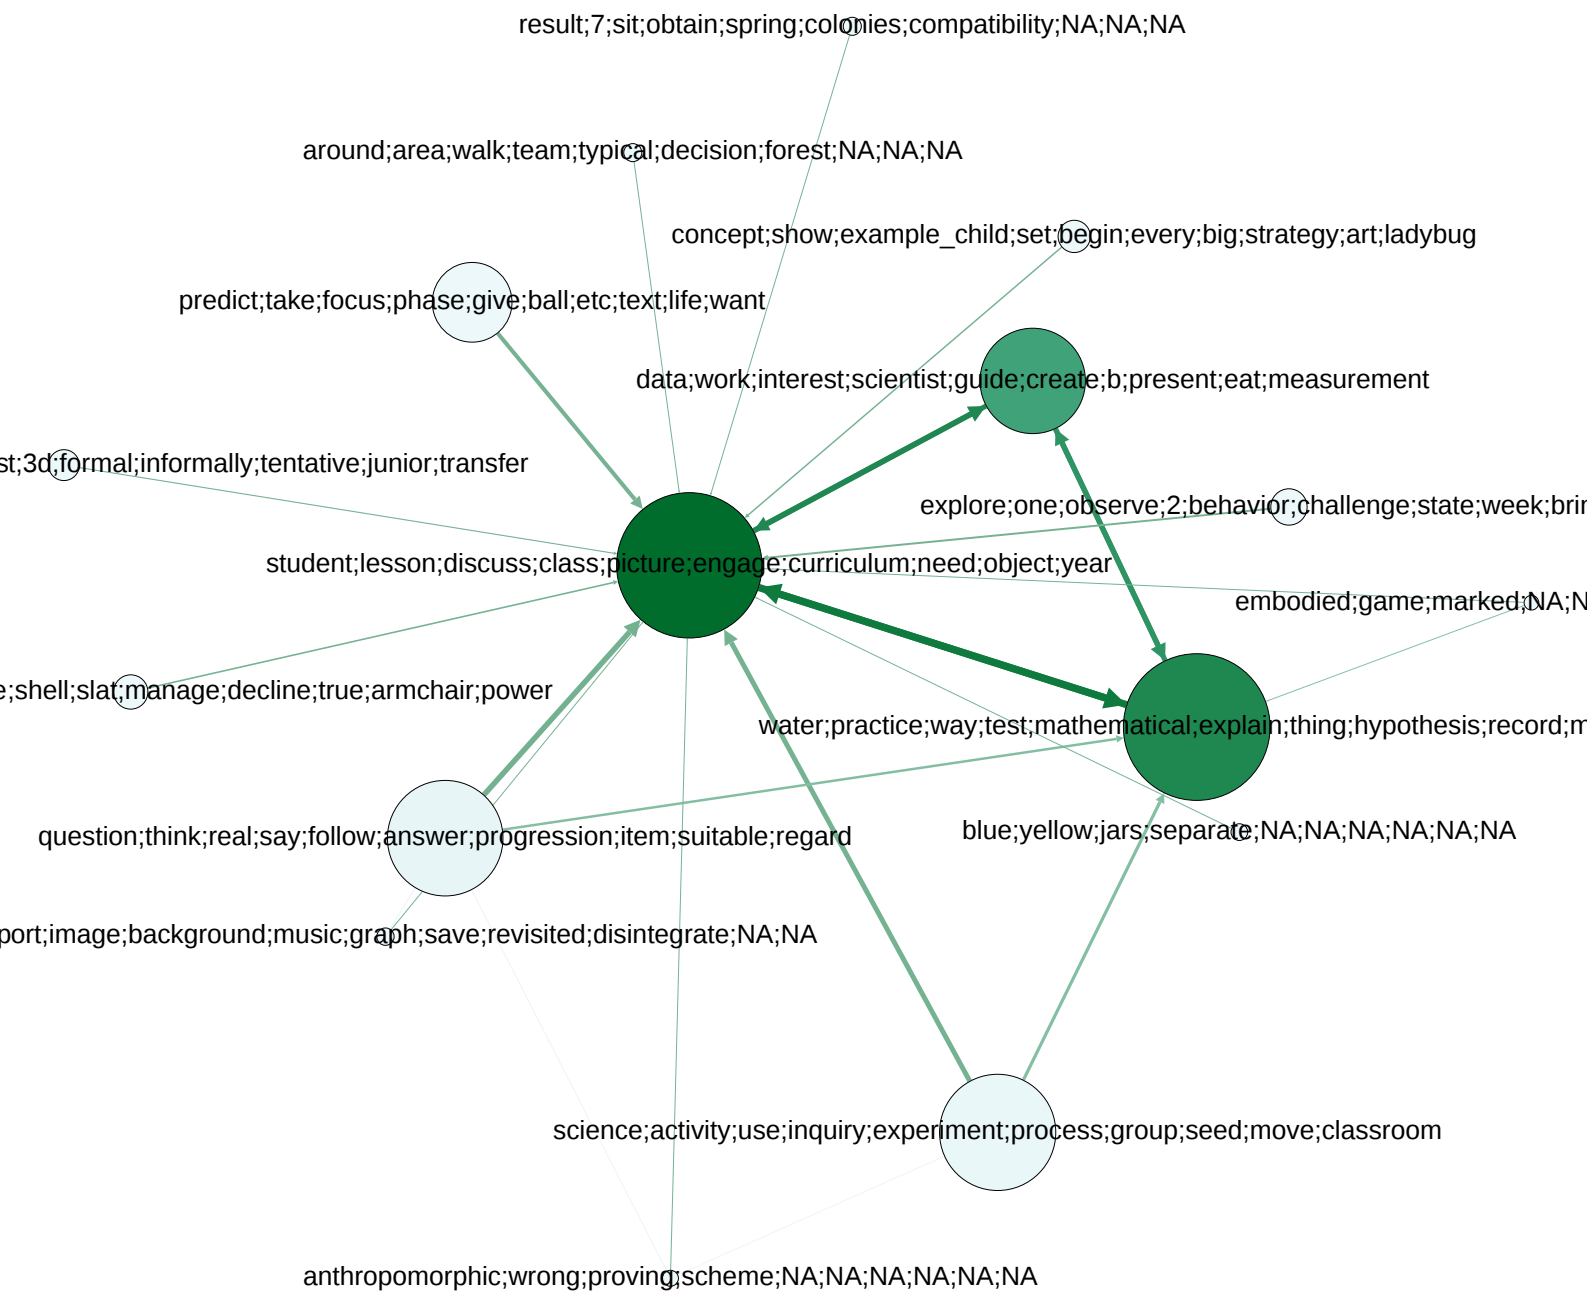 result;7;sit;obtain;spring;colonies;compatibility;NA;NA;NA
around;area;walk;team;typical;decision;forest;NA;NA;NA
concept;show;example_child;set;begin;every;big;strategy;art;ladybug
predict;take;focus;phase;give;ball;etc;text;life;want
data;work;interest;scientist;guide;create;b;present;eat;measurement
st;3d;formal;informally;tentative;junior;transfer
explore;one;observe;2;behavior;challenge;state;week;brin
student;lesson;discuss;class;picture;engage;curriculum;need;object;year
embodied;game;marked;NA;N
e;shell;slat;manage;decline;true;armchair;power
water;practice;way;test;mathematical;explain;thing;hypothesis;record;m
question;think;real;say;follow;answer;progression;item;suitable;regard
blue;yellow;jars;separate;NA;NA;NA;NA;NA;NA
port;image;background;music;graph;save;revisited;disintegrate;NA;NA
science;activity;use;inquiry;experiment;process;group;seed;move;classroom
anthropomorphic;wrong;proving;scheme;NA;NA;NA;NA;NA;NA